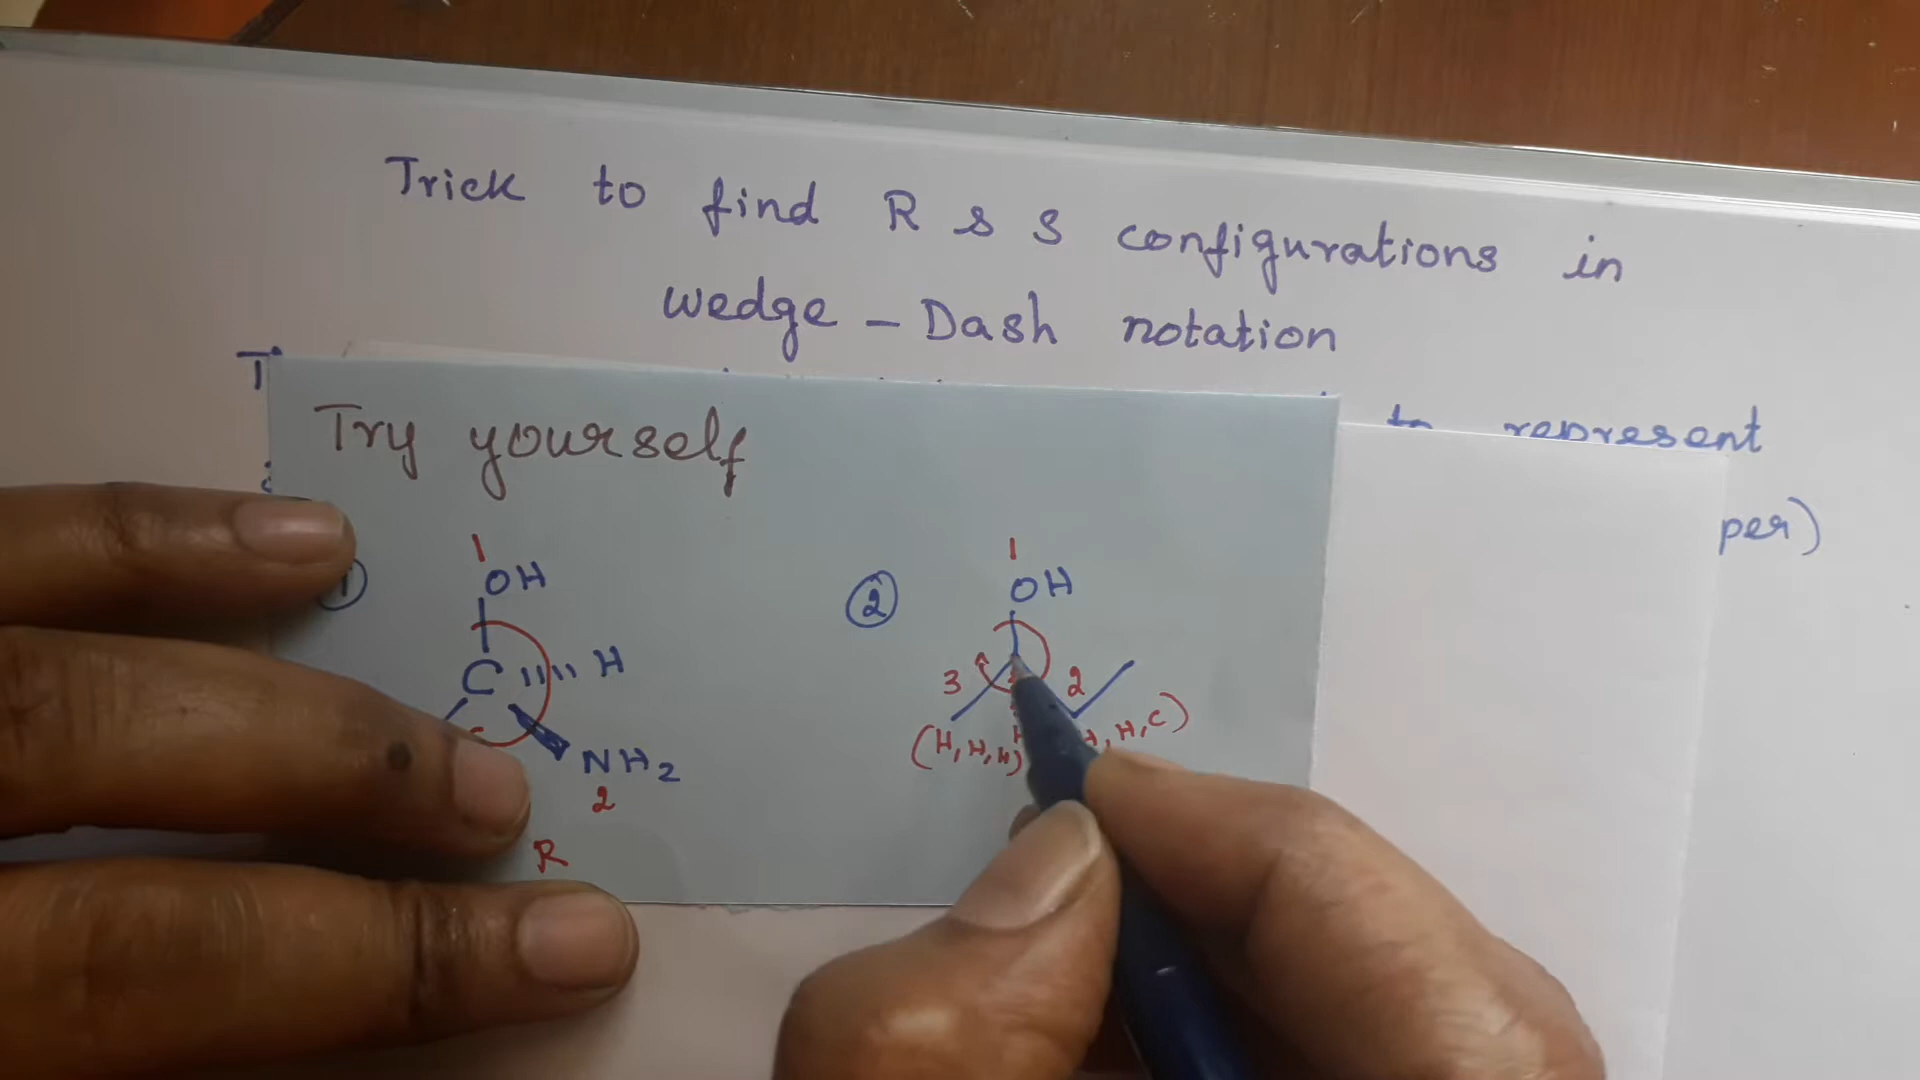 Trick to find R & S configurations in
wedge - Dash notation
T
to represent
per)
Try yourself
1
OH
C H
NH2
2
R
2
1
OH
3 2
(H, H, H) H, H, C)